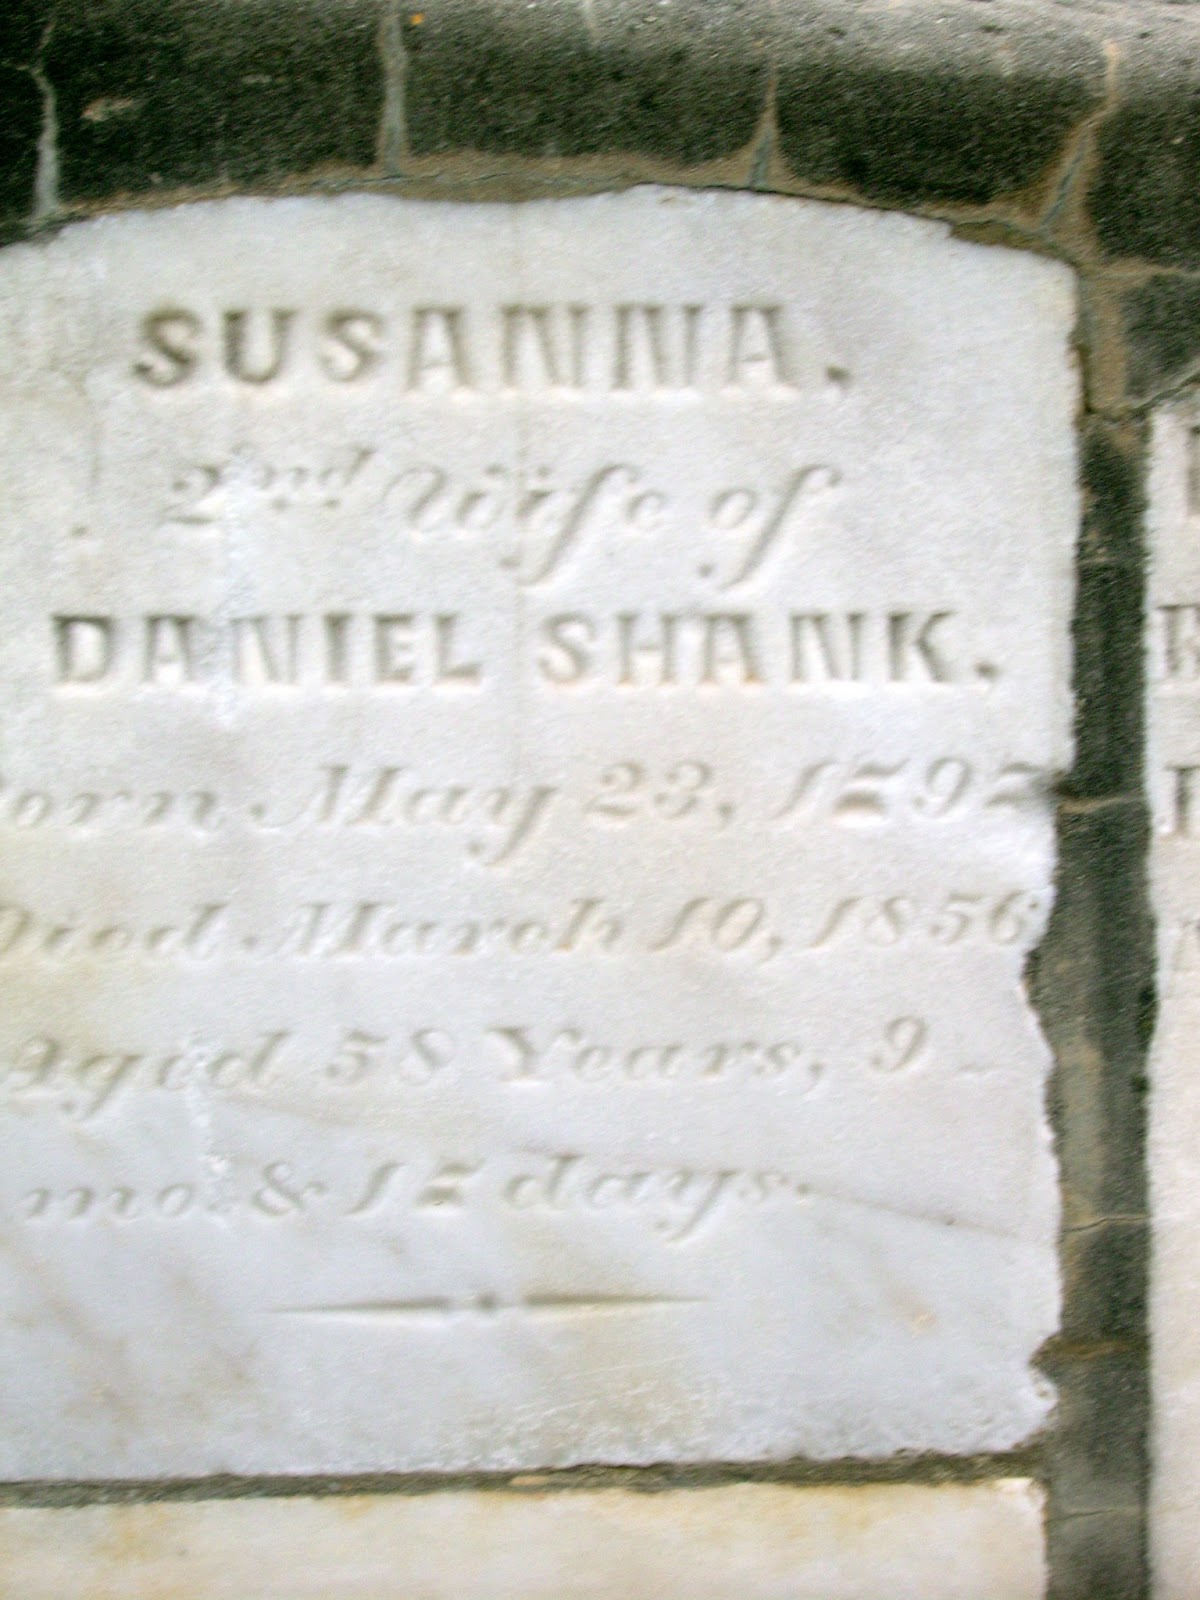 SUSANNA.
2nd Wife of
DANIEL SHANK.
Born May 23, 1797
Died March 10, 1856
Aged 58 Years, 9
mo. & 17 days.